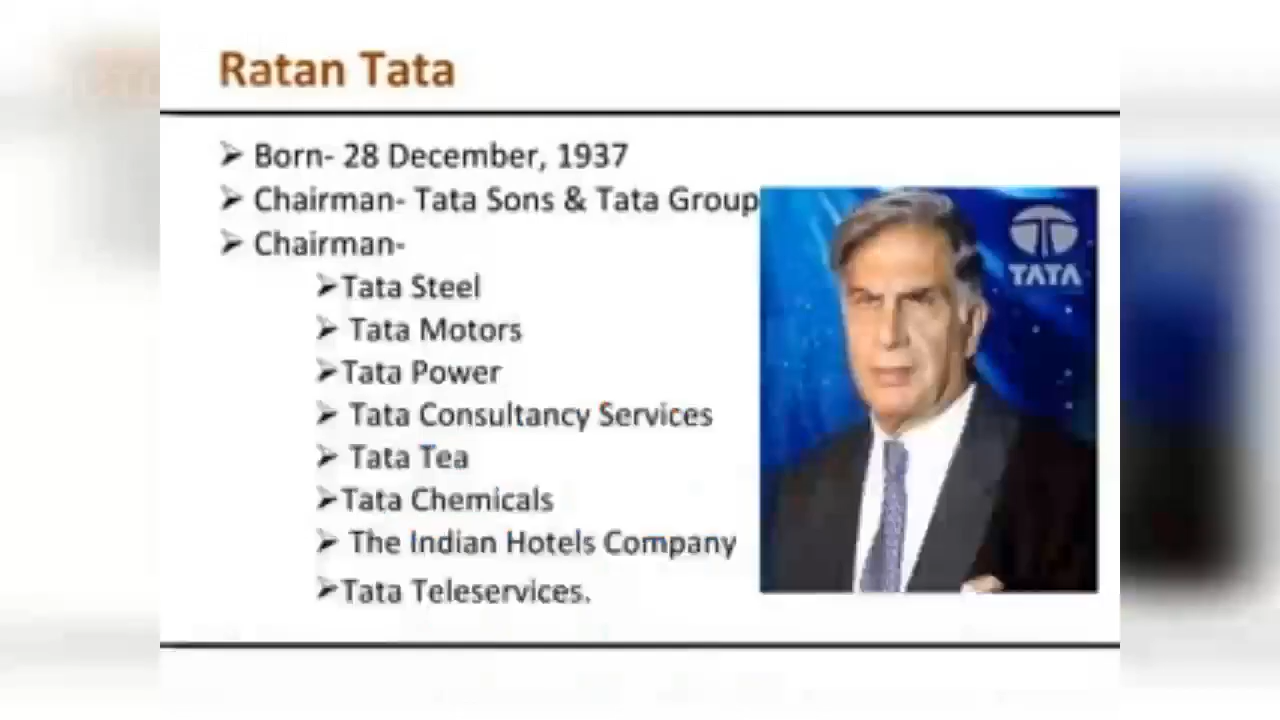 Ratan Tata
➢ Born- 28 December, 1937
➢ Chairman- Tata Sons & Tata Group
➢ Chairman-
➢Tata Steel
➢ Tata Motors
➢Tata Power
➢ Tata Consultancy Services
➢ Tata Tea
➢Tata Chemicals
➢ The Indian Hotels Company
➢Tata Teleservices.
TATA